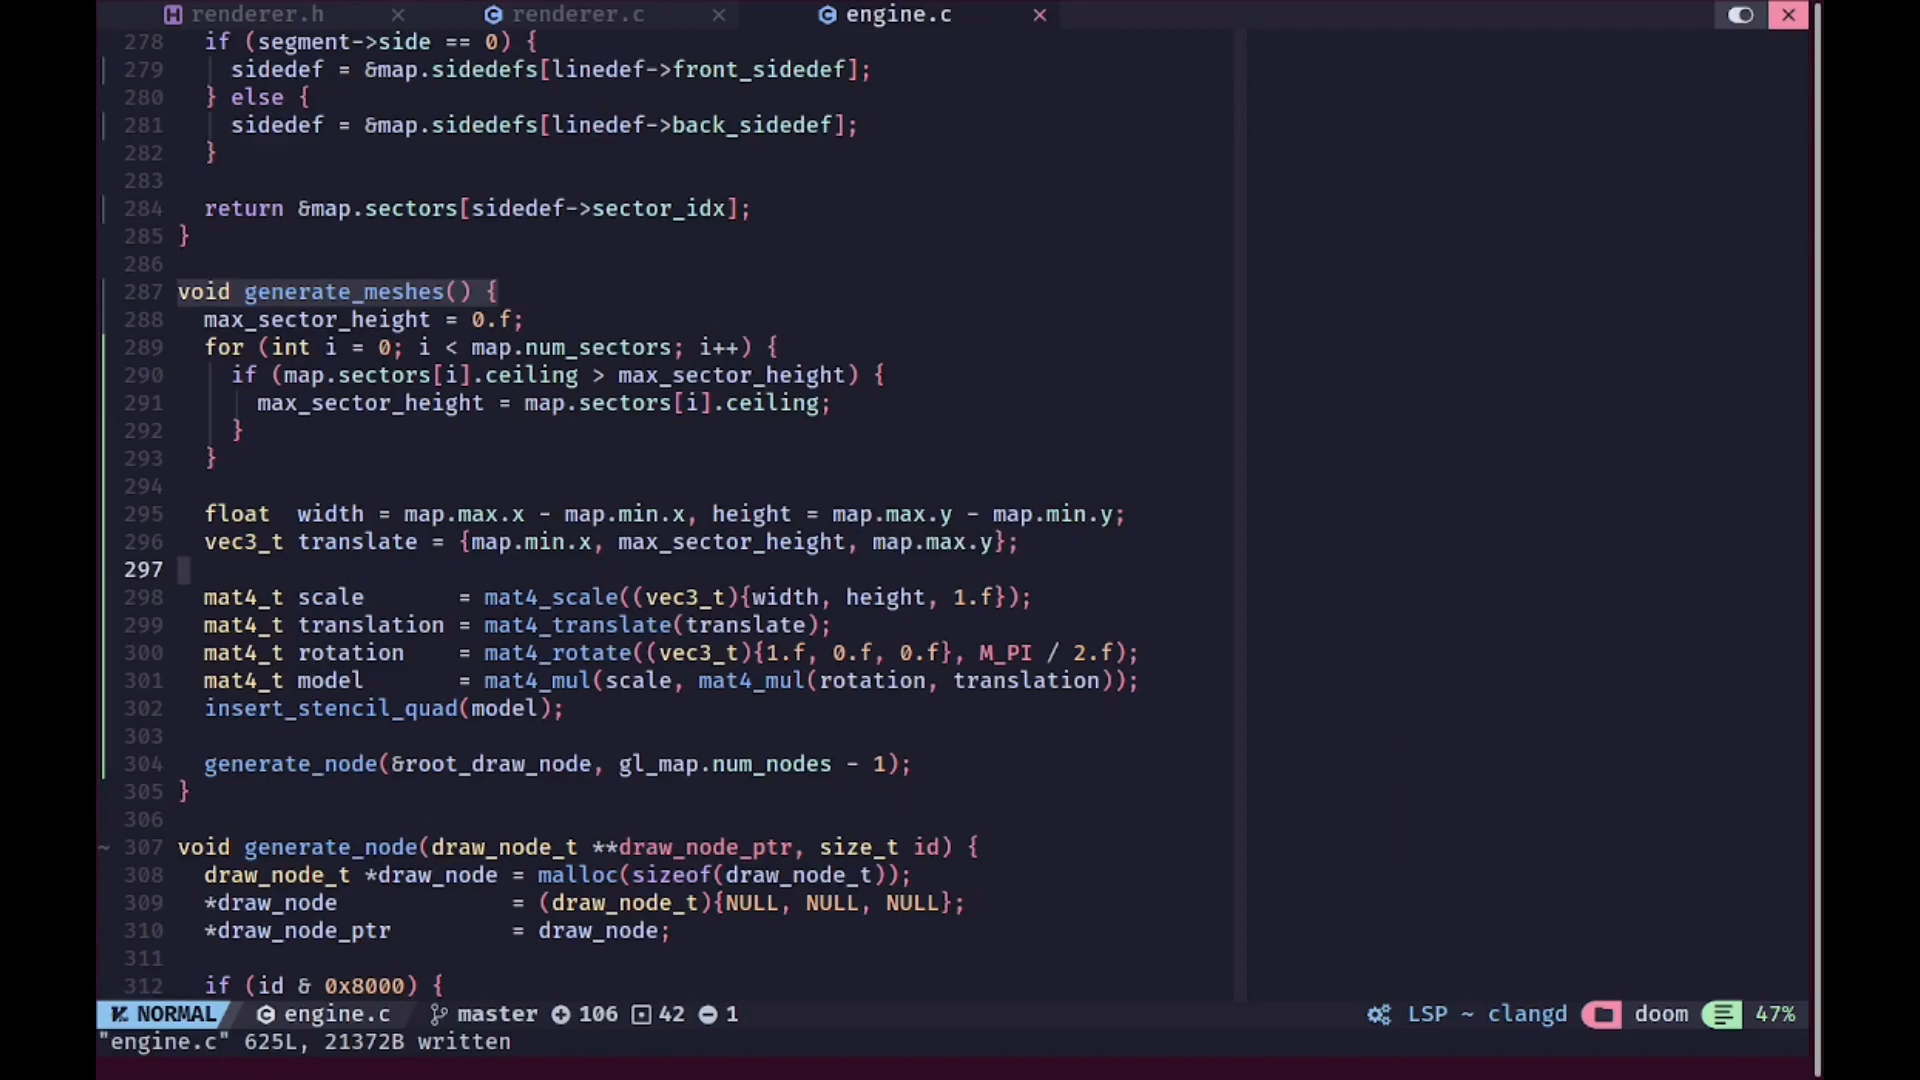 renderer.h renderer.c engine.c
278 if (segment->side == 0) {
279 sidedef = &map.sidedefs[linedef->front_sidedef];
280 } else {
281 sidedef = &map.sidedefs[linedef->back_sidedef];
282 }
283
284 return &map.sectors[sidedef->sector_idx];
285 }
286
287 void generate_meshes() {
288 max_sector_height = 0.f;
289 for (int i = 0; i < map.num_sectors; i++) {
290 if (map.sectors[i].ceiling > max_sector_height) {
291 max_sector_height = map.sectors[i].ceiling;
292 }
293 }
294
295 float  width = map.max.x - map.min.x, height = map.max.y - map.min.y;
296 vec3_t translate = {map.min.x, max_sector_height, map.max.y};
297
298 mat4_t scale       = mat4_scale((vec3_t){width, height, 1.f});
299 mat4_t translation = mat4_translate(translate);
300 mat4_t rotation    = mat4_rotate((vec3_t){1.f, 0.f, 0.f}, M_PI / 2.f);
301 mat4_t model       = mat4_mul(scale, mat4_mul(rotation, translation));
302 insert_stencil_quad(model);
303
304 generate_node(&root_draw_node, gl_map.num_nodes - 1);
305 }
306
~ 307 void generate_node(draw_node_t **draw_node_ptr, size_t id) {
308 draw_node_t *draw_node = malloc(sizeof(draw_node_t));
309 *draw_node             = (draw_node_t){NULL, NULL, NULL};
310 *draw_node_ptr         = draw_node;
311
312 if (id & 0x8000) {
NORMAL engine.c master 106 42 1 LSP ~ clangd doom 47%
"engine.c" 625L, 21372B written